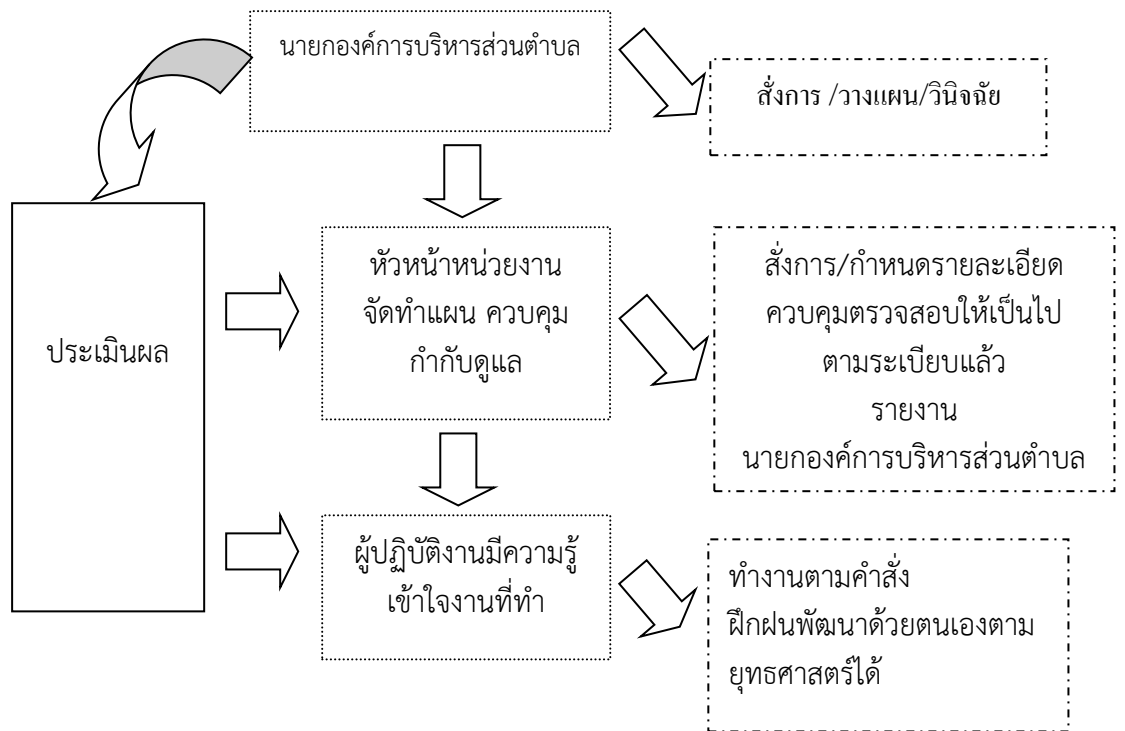 นายกองค์การบริหารส่วนตำบล
สั่งการ /วางแผน/วินิจฉัย
ประเมินผล
หัวหน้าหน่วยงาน
จัดทำแผน ควบคุม
กำกับดูแล
สั่งการ/กำหนดรายละเอียด
ควบคุมตรวจสอบให้เป็นไป
ตามระเบียบแล้ว
รายงาน
นายกองค์การบริหารส่วนตำบล
ผู้ปฏิบัติงานมีความรู้
เข้าใจงานที่ทำ
ทำงานตามคำสั่ง
ฝึกฝนพัฒนาด้วยตนเองตาม
ยุทธศาสตร์ได้